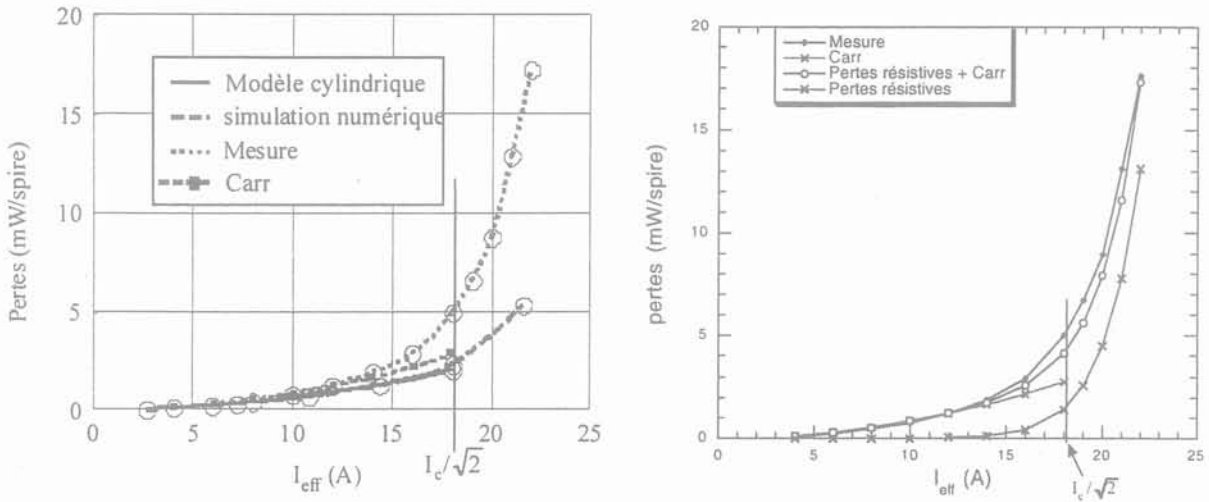 20
15
10
5
0
Pertes (mW/spire)
Modèle cylindrique
simulation numérique
Mesure
Carr
0 5 10 15 20 25
I_eff (A)
I_c/√2
20
15
10
5
0
pertes (mW/spire)
Mesure
Carr
Pertes résistives + Carr
Pertes résistives
0 5 10 15 20 25
I_eff (A)
I_c/√2